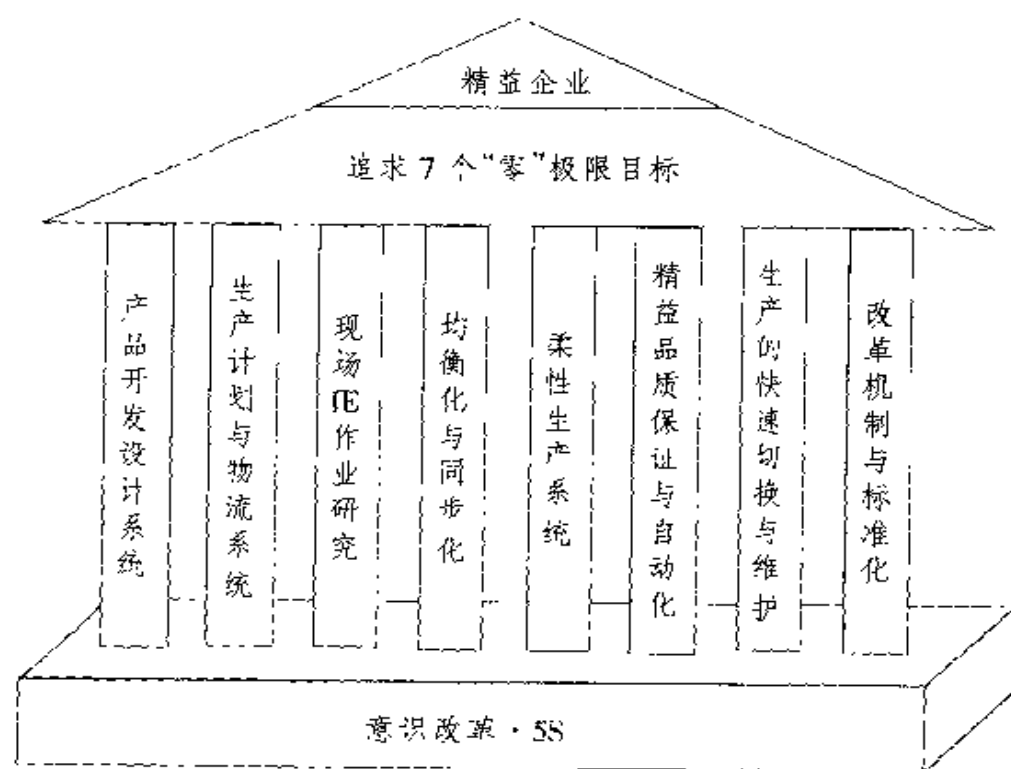 精益企业
追求7个“零”极限目标
产品开发设计系统
生产计划与物流系统
现场IE作业研究
均衡化与同步化
柔性生产系统
精益品质保证与自动化
生产的快速切换与维护
改革机制与标准化
意识改革·5S